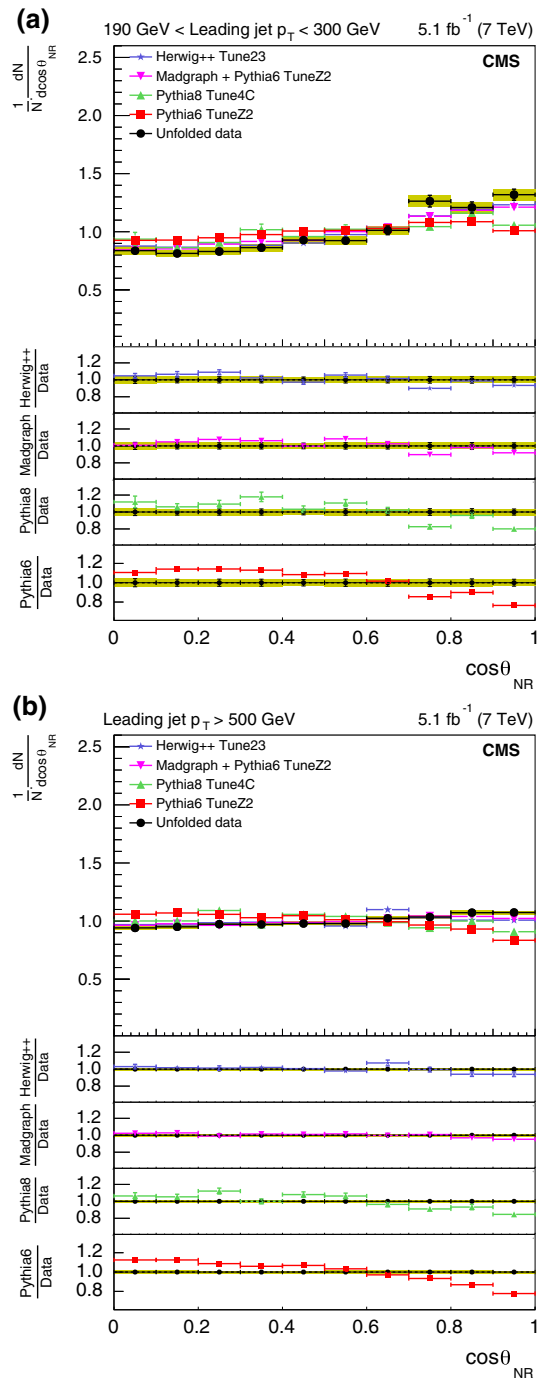 (a)
190 GeV < Leading jet pT < 300 GeV 5.1 fb-1 (7 TeV)
1/N . dN/dcosθNR
2.5
2.0
1.5
1.0
0.5
Herwig++ Tune23
Madgraph + Pythia6 TuneZ2
Pythia8 Tune4C
Pythia6 TuneZ2
Unfolded data
CMS
Herwig++/Data
1.2
1.0
0.8
Madgraph/Data
1.2
1.0
0.8
Pythia8/Data
1.2
1.0
0.8
Pythia6/Data
1.2
1.0
0.8
0 0.2 0.4 0.6 0.8 1
cosθNR
(b)
Leading jet pT > 500 GeV 5.1 fb-1 (7 TeV)
1/N . dN/dcosθNR
2.5
2.0
1.5
1.0
0.5
Herwig++ Tune23
Madgraph + Pythia6 TuneZ2
Pythia8 Tune4C
Pythia6 TuneZ2
Unfolded data
CMS
Herwig++/Data
1.2
1.0
0.8
Madgraph/Data
1.2
1.0
0.8
Pythia8/Data
1.2
1.0
0.8
Pythia6/Data
1.2
1.0
0.8
0 0.2 0.4 0.6 0.8 1
cosθNR